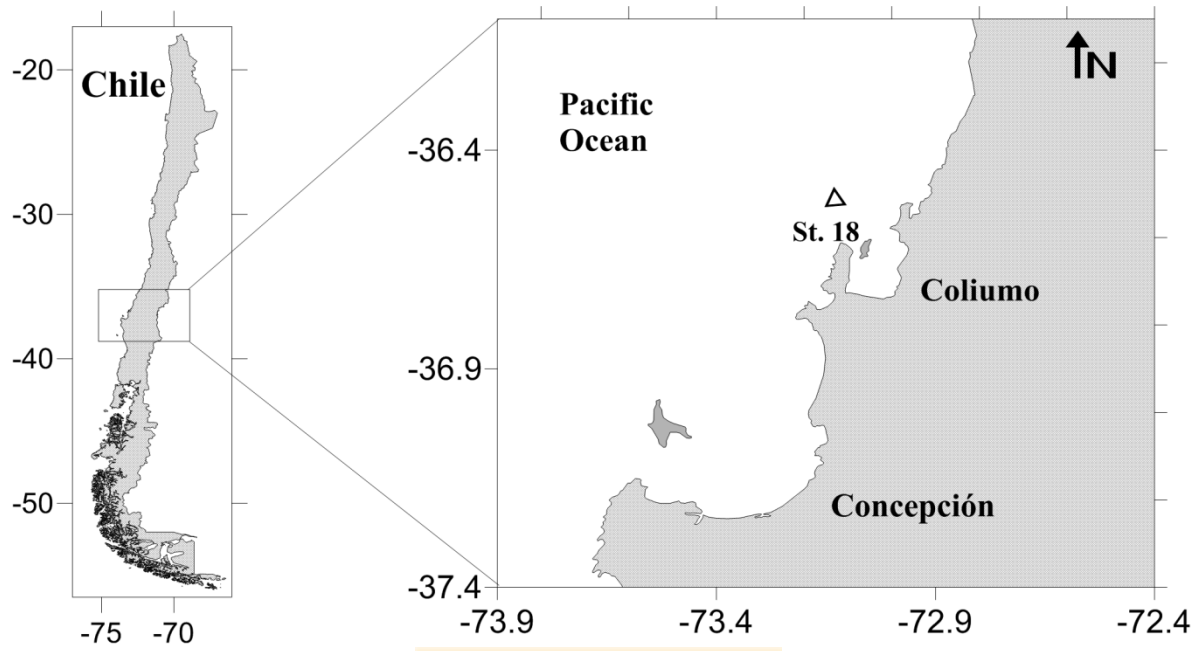 Chile
-20
-30
-40
-50
-75 -70
N
Pacific
Ocean
-36.4
St. 18
Coliumo
-36.9
Concepción
-37.4
-73.9 -73.4 -72.9 -72.4